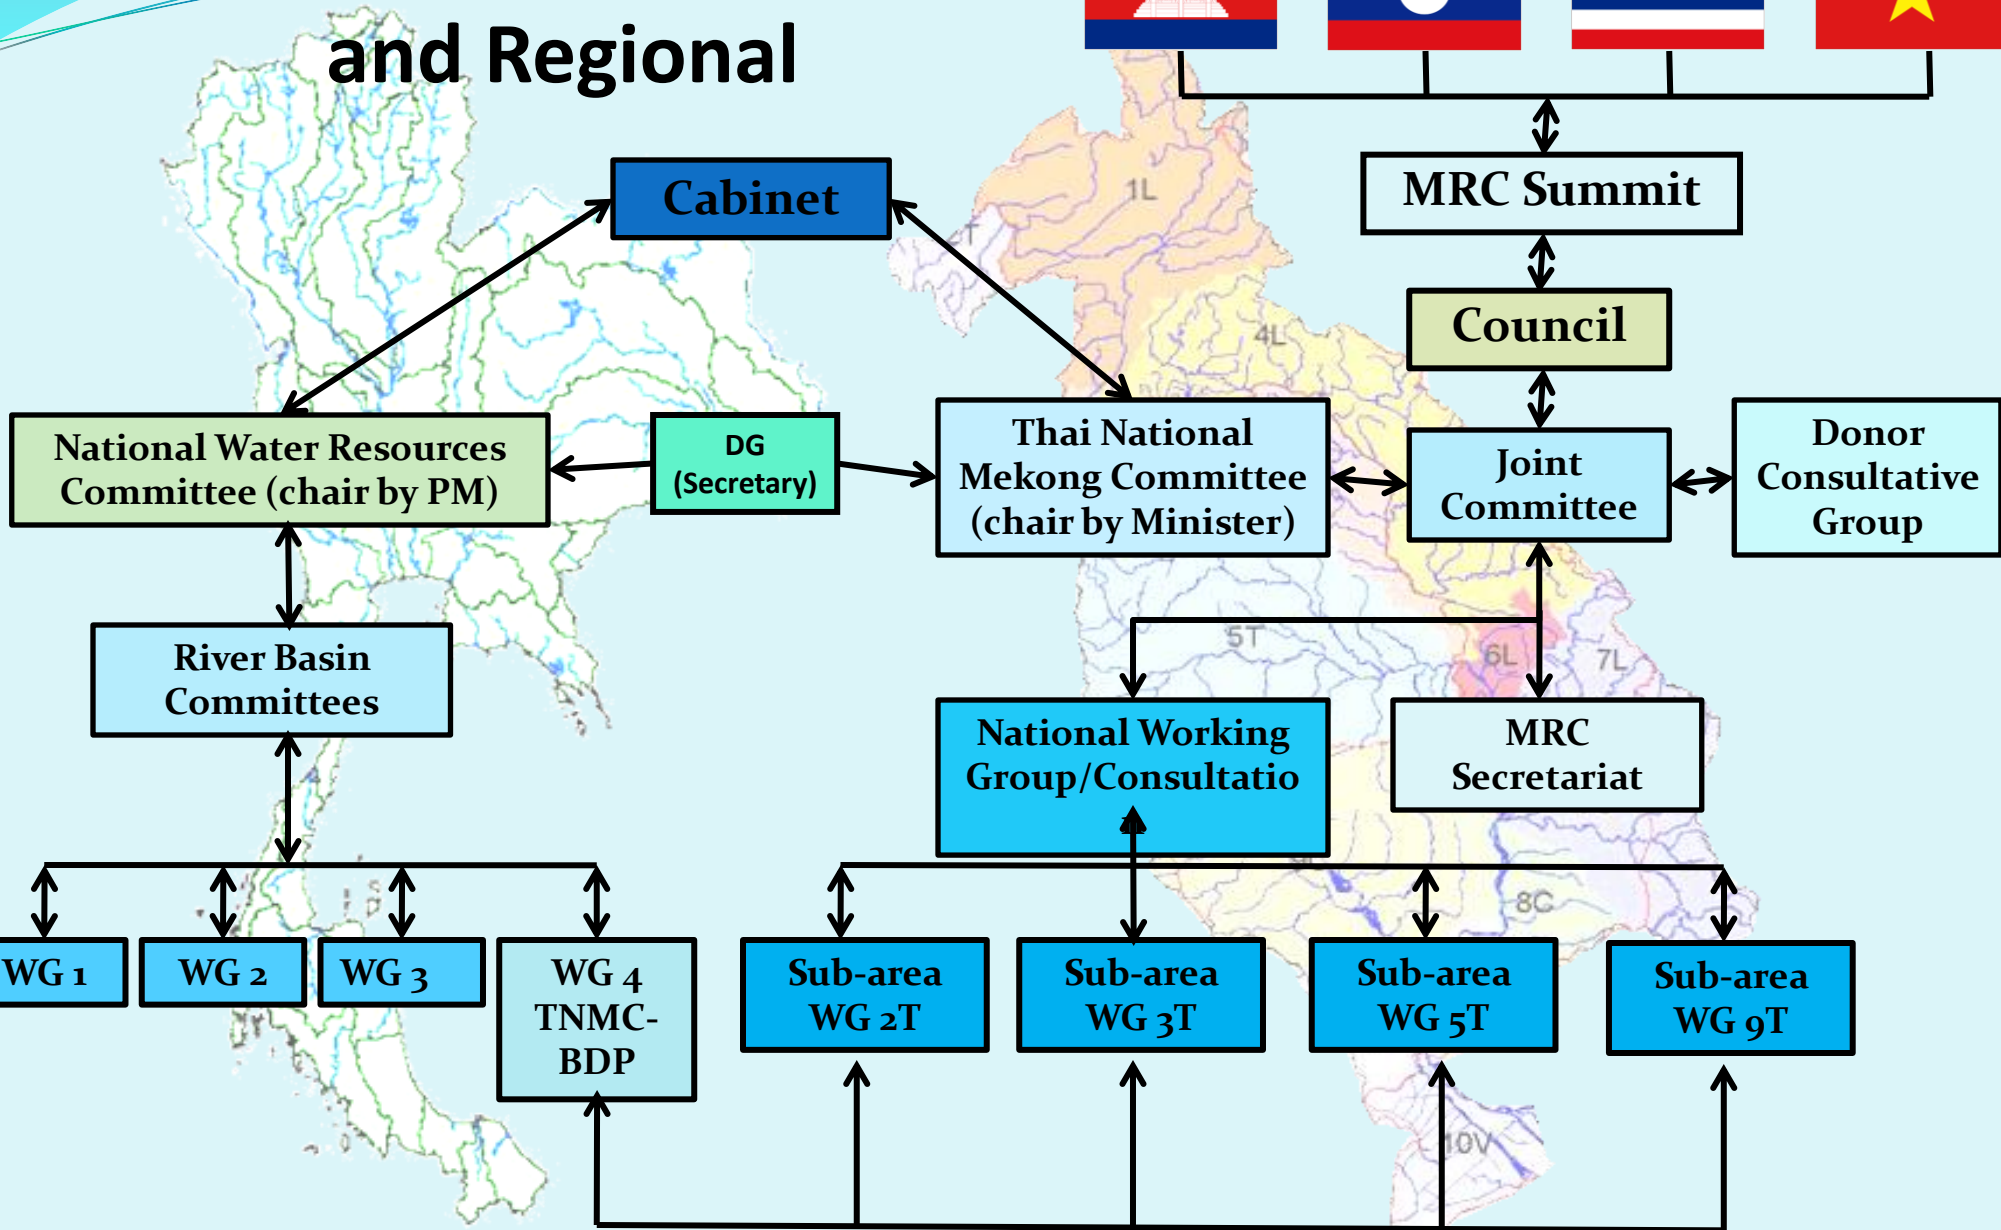 and Regional
Cabinet
MRC Summit
Council
National Water Resources
Committee (chair by PM)
DG
(Secretary)
Thai National
Mekong Committee
(chair by Minister)
Joint
Committee
Donor
Consultative
Group
River Basin
Committees
National Working
Group/Consultatio
MRC
Secretariat
WG 1
WG 2
WG 3
WG 4
TNMC-
BDP
Sub-area
WG 2T
Sub-area
WG 3T
Sub-area
WG 5T
Sub-area
WG 9T
1L
4L
5T
6L
7L
8C
10V